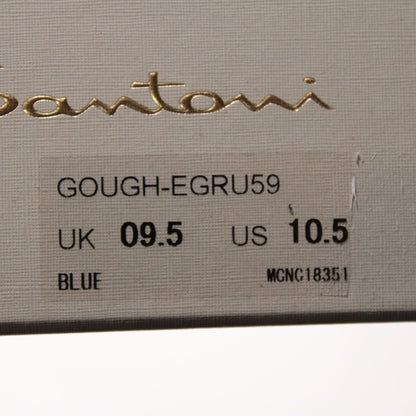 Santoni
GOUGH-EGRU59
UK 09.5 US 10.5
BLUE MCNC18351